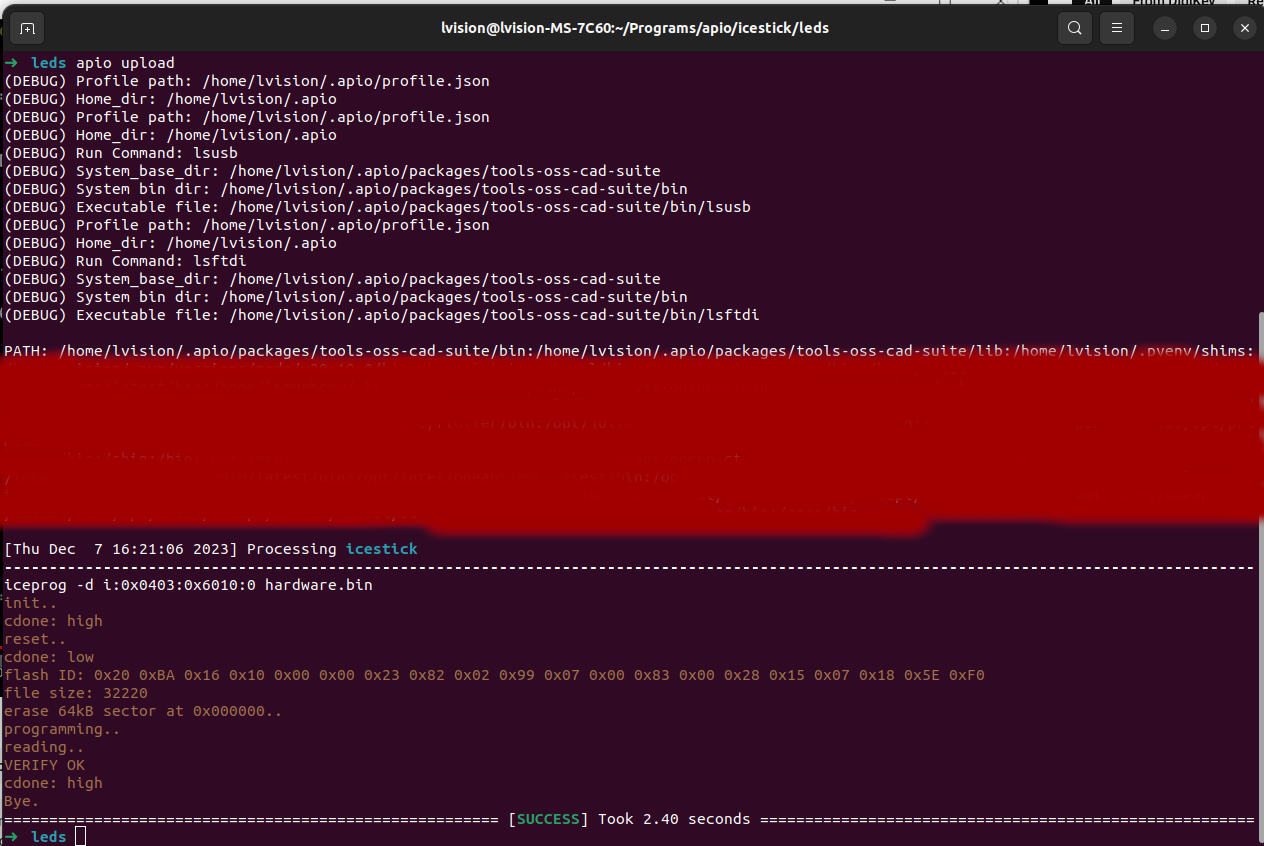 From DigiKey
lvision@lvision-MS-7C60:~/Programs/apio/icestick/leds
→ leds apio upload
(DEBUG) Profile path: /home/lvision/.apio/profile.json
(DEBUG) Home_dir: /home/lvision/.apio
(DEBUG) Profile path: /home/lvision/.apio/profile.json
(DEBUG) Home_dir: /home/lvision/.apio
(DEBUG) Run Command: lsusb
(DEBUG) System_base_dir: /home/lvision/.apio/packages/tools-oss-cad-suite
(DEBUG) System bin dir: /home/lvision/.apio/packages/tools-oss-cad-suite/bin
(DEBUG) Executable file: /home/lvision/.apio/packages/tools-oss-cad-suite/bin/lsusb
(DEBUG) Profile path: /home/lvision/.apio/profile.json
(DEBUG) Home_dir: /home/lvision/.apio
(DEBUG) Run Command: lsftdi
(DEBUG) System_base_dir: /home/lvision/.apio/packages/tools-oss-cad-suite
(DEBUG) System bin dir: /home/lvision/.apio/packages/tools-oss-cad-suite/bin
(DEBUG) Executable file: /home/lvision/.apio/packages/tools-oss-cad-suite/bin/lsftdi
PATH: /home/lvision/.apio/packages/tools-oss-cad-suite/bin:/home/lvision/.apio/packages/tools-oss-cad-suite/lib:/home/lvision/.pyenv/shims:
[Thu Dec  7 16:21:06 2023] Processing icestick
-------------------------------------------------------------------------------------------------------------------------------------------
iceprog -d i:0x0403:0x6010:0 hardware.bin
init..
cdone: high
reset..
cdone: low
flash ID: 0x20 0xBA 0x16 0x10 0x00 0x00 0x23 0x82 0x02 0x99 0x07 0x00 0x83 0x00 0x28 0x15 0x07 0x18 0x5E 0xF0
file size: 32220
erase 64kB sector at 0x000000..
programming..
reading..
VERIFY OK
cdone: high
Bye.
======================================================= [SUCCESS] Took 2.40 seconds =======================================================
→ leds